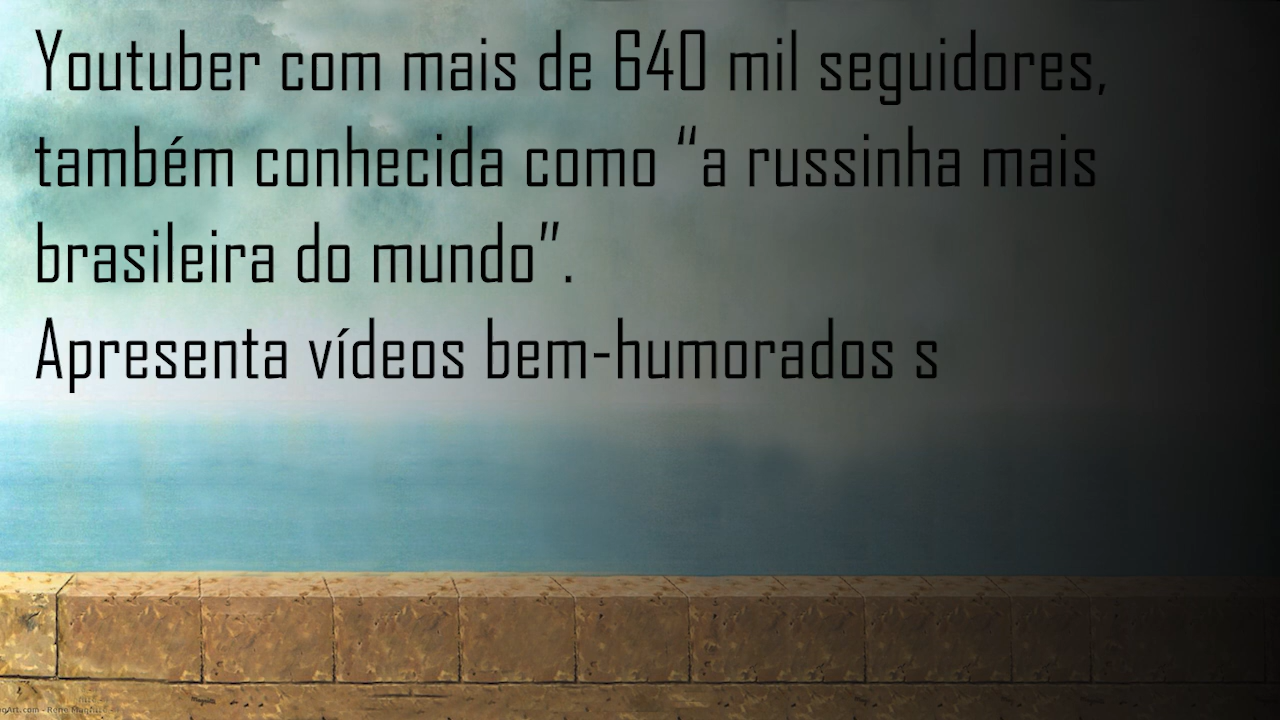 Youtuber com mais de 640 mil seguidores,
também conhecida como “a russinha mais
brasileira do mundo”.
Apresenta vídeos bem-humorados s